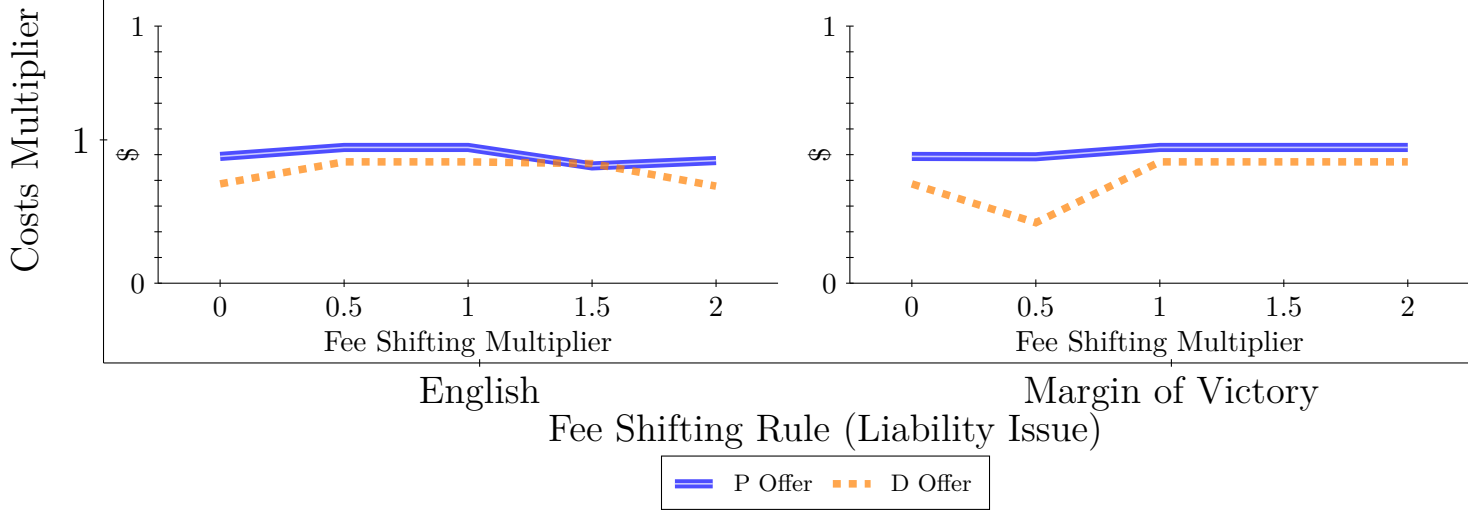 Costs Multiplier
1
1
$
0
0 0.5 1 1.5 2
Fee Shifting Multiplier
1
$
0
0 0.5 1 1.5 2
Fee Shifting Multiplier
English
Margin of Victory
Fee Shifting Rule (Liability Issue)
P Offer D Offer